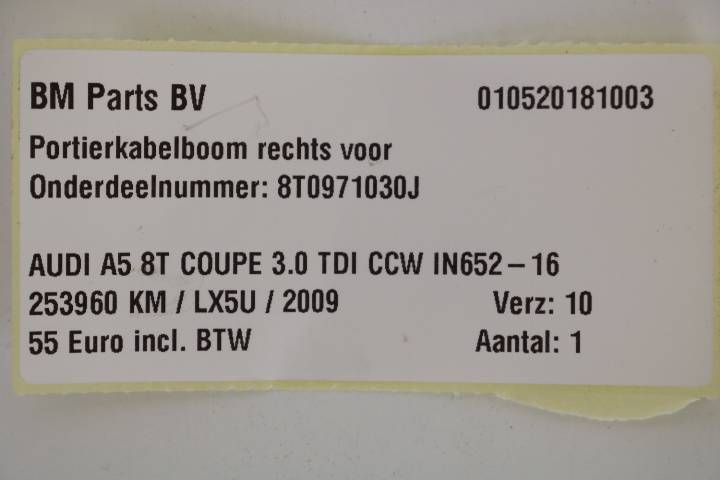 BM Parts BV 010520181003
Portierkabelboom rechts voor
Onderdeelnummer: 8T0971030J
AUDI A5 8T COUPE 3.0 TDI CCW IN652-16
253960 KM / LX5U / 2009 Verz: 10
55 Euro incl. BTW Aantal: 1